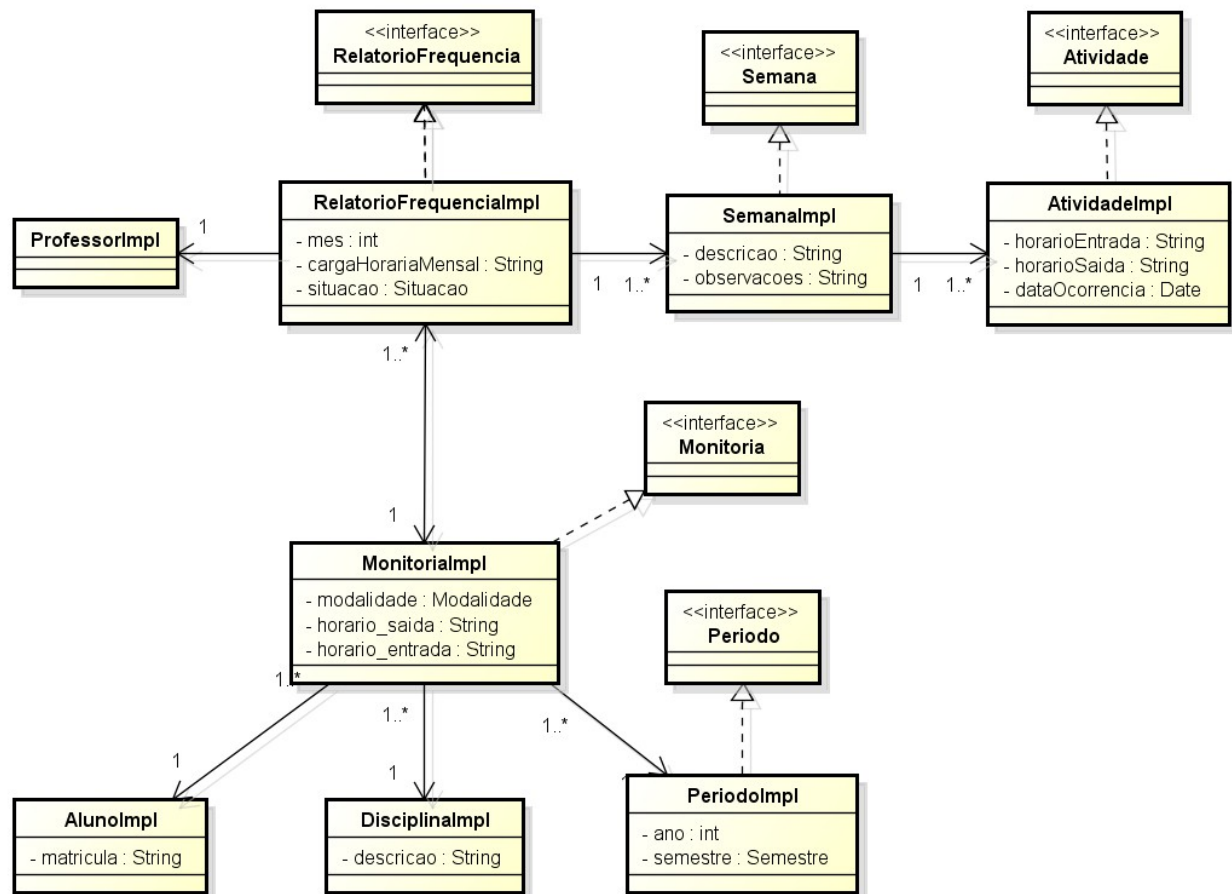 <<interface>>
RelatorioFrequencia
<<interface>>
Semana
<<interface>>
Atividade
RelatorioFrequenciaImpl
- mes : int
- cargaHorariaMensal : String
- situacao : Situacao
ProfessorImpl
1
SemanaImpl
- descricao : String
- observacoes : String
1
1..*
AtividadeImpl
- horarioEntrada : String
- horarioSaida : String
- dataOcorrencia : Date
1
1..*
1..*
<<interface>>
Monitoria
1
MonitoriaImpl
- modalidade : Modalidade
- horario_saida : String
- horario_entrada : String
<<interface>>
Periodo
1..*
1..*
1..*
1
1
AlunoImpl
- matricula : String
DisciplinaImpl
- descricao : String
PeriodoImpl
- ano : int
- semestre : Semestre